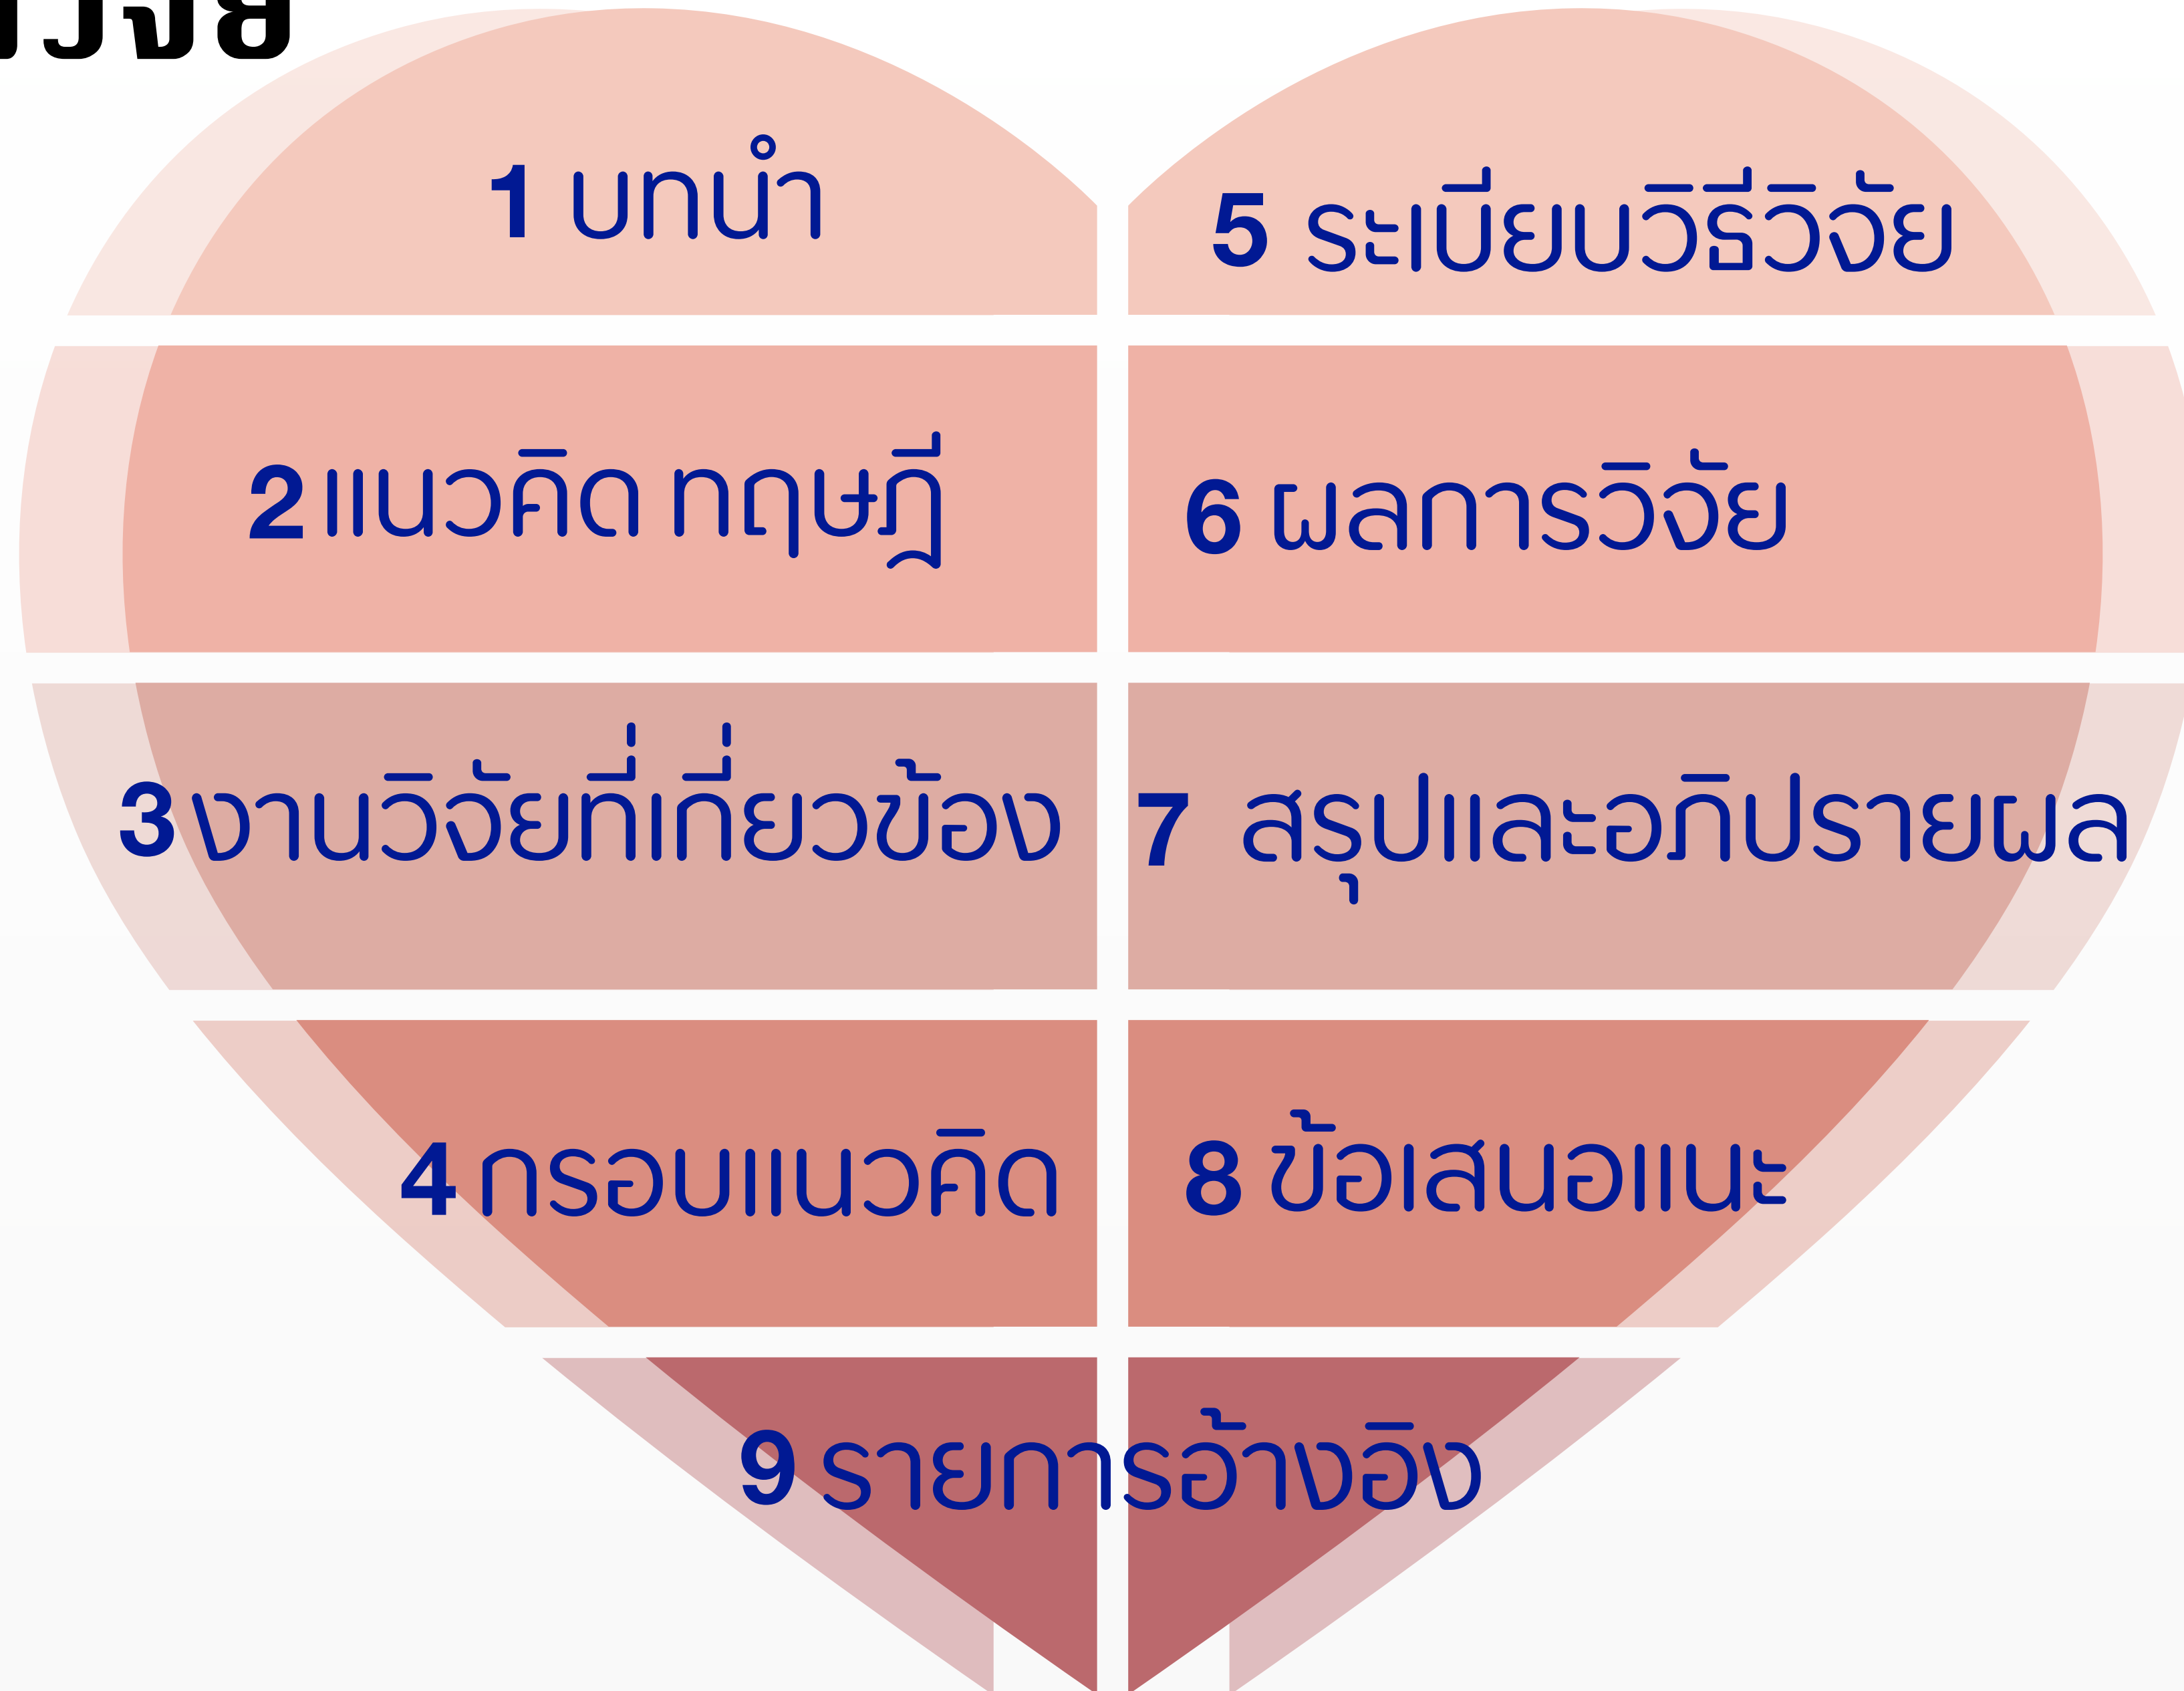 1 บทนำ
2 แนวคิด ทฤษฎี
3 งานวิจัยที่เกี่ยวข้อง
4 กรอบแนวคิด
5 ระเบียบวิธีวิจัย
6 ผลการวิจัย
7 สรุปและอภิปรายผล
8 ข้อเสนอแนะ
9 รายการอ้างอิง